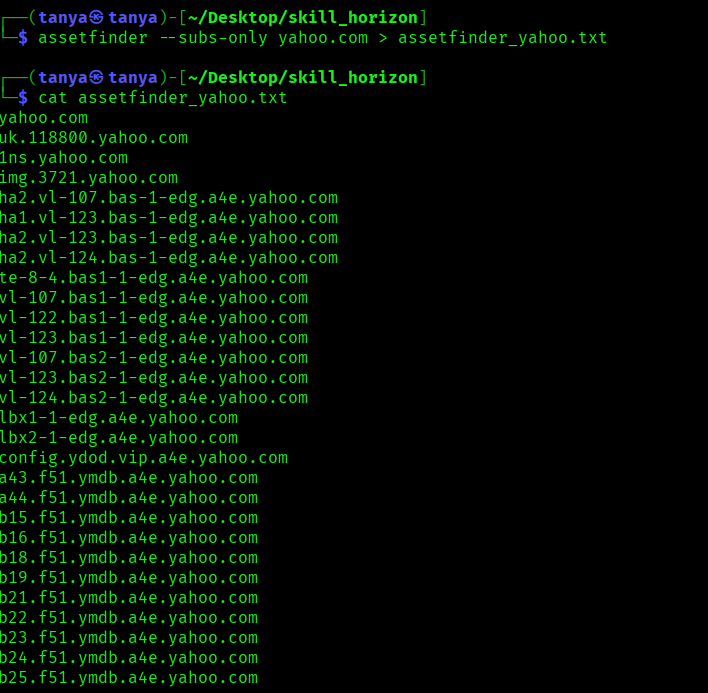 ┌──(tanya㉿tanya)-[~/Desktop/skill_horizon]
└─$ assetfinder --subs-only yahoo.com > assetfinder_yahoo.txt
┌──(tanya㉿tanya)-[~/Desktop/skill_horizon]
└─$ cat assetfinder_yahoo.txt
yahoo.com
uk.118800.yahoo.com
1ns.yahoo.com
img.3721.yahoo.com
ha2.vl-107.bas-1-edg.a4e.yahoo.com
ha1.vl-123.bas-1-edg.a4e.yahoo.com
ha2.vl-123.bas-1-edg.a4e.yahoo.com
ha2.vl-124.bas-1-edg.a4e.yahoo.com
te-8-4.bas1-1-edg.a4e.yahoo.com
vl-107.bas1-1-edg.a4e.yahoo.com
vl-122.bas1-1-edg.a4e.yahoo.com
vl-123.bas1-1-edg.a4e.yahoo.com
vl-107.bas2-1-edg.a4e.yahoo.com
vl-123.bas2-1-edg.a4e.yahoo.com
vl-124.bas2-1-edg.a4e.yahoo.com
lbx1-1-edg.a4e.yahoo.com
lbx2-1-edg.a4e.yahoo.com
config.ydod.vip.a4e.yahoo.com
a43.f51.ymdb.a4e.yahoo.com
a44.f51.ymdb.a4e.yahoo.com
b15.f51.ymdb.a4e.yahoo.com
b16.f51.ymdb.a4e.yahoo.com
b18.f51.ymdb.a4e.yahoo.com
b19.f51.ymdb.a4e.yahoo.com
b21.f51.ymdb.a4e.yahoo.com
b22.f51.ymdb.a4e.yahoo.com
b23.f51.ymdb.a4e.yahoo.com
b24.f51.ymdb.a4e.yahoo.com
b25.f51.ymdb.a4e.yahoo.com